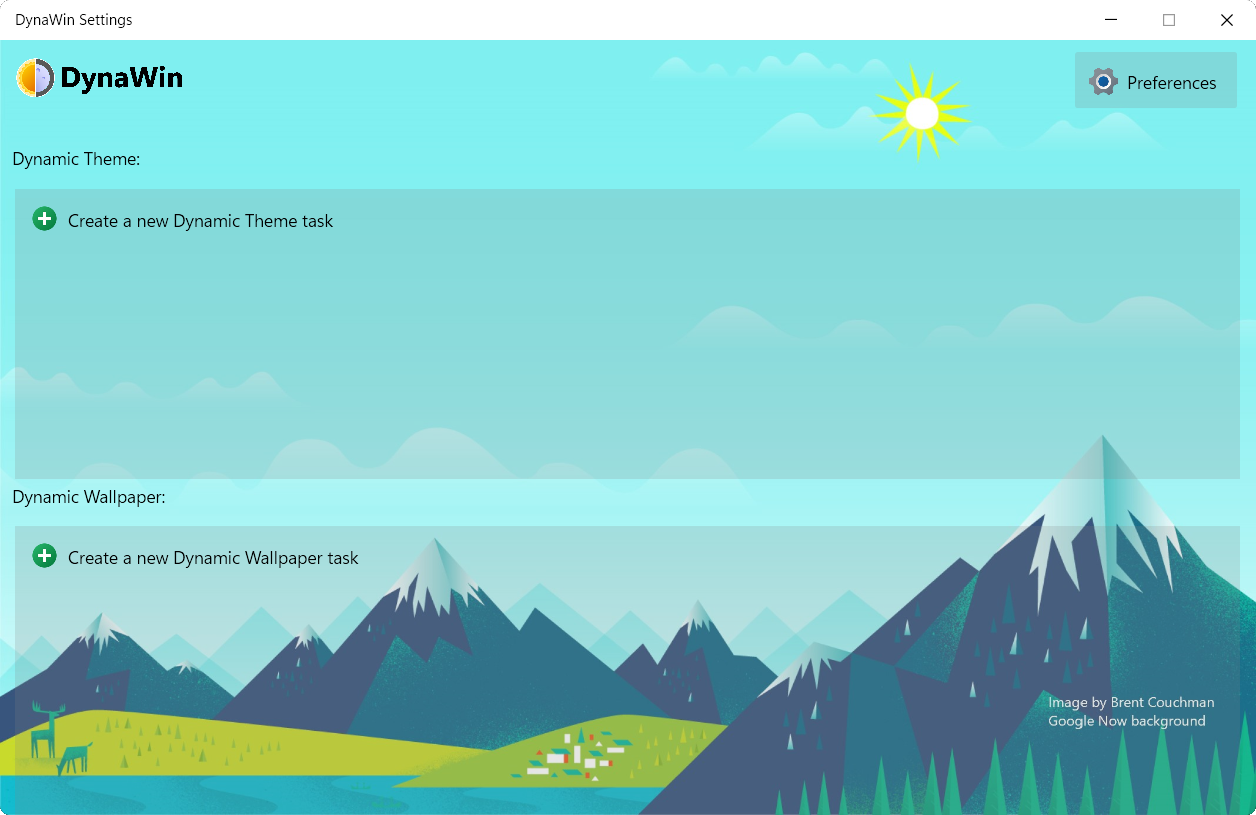 DynaWin Settings
DynaWin
Preferences
Dynamic Theme:
Create a new Dynamic Theme task
Dynamic Wallpaper:
Create a new Dynamic Wallpaper task
Image by Brent Couchman
Google Now background